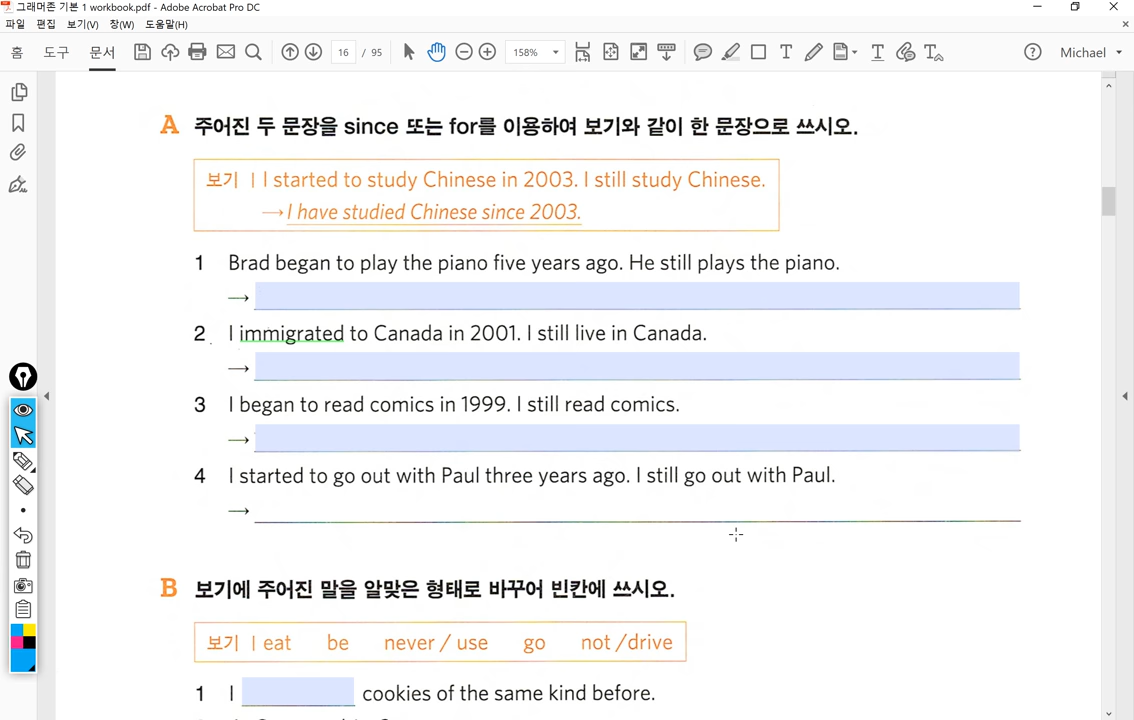 그래머존 기본 1 workbook.pdf - Adobe Acrobat Pro DC
파일 편집 보기(V) 창(W) 도움말(H)
홈 도구 문서 16 / 95 158% Michael
A 주어진 두 문장을 since 또는 for를 이용하여 보기와 같이 한 문장으로 쓰시오.
보기 | I started to study Chinese in 2003. I still study Chinese.
→ I have studied Chinese since 2003.
1 Brad began to play the piano five years ago. He still plays the piano.
→
2 I immigrated to Canada in 2001. I still live in Canada.
→
3 I began to read comics in 1999. I still read comics.
→
4 I started to go out with Paul three years ago. I still go out with Paul.
→
B 보기에 주어진 말을 알맞은 형태로 바꾸어 빈칸에 쓰시오.
보기 | eat be never / use go not /drive
1 I cookies of the same kind before.